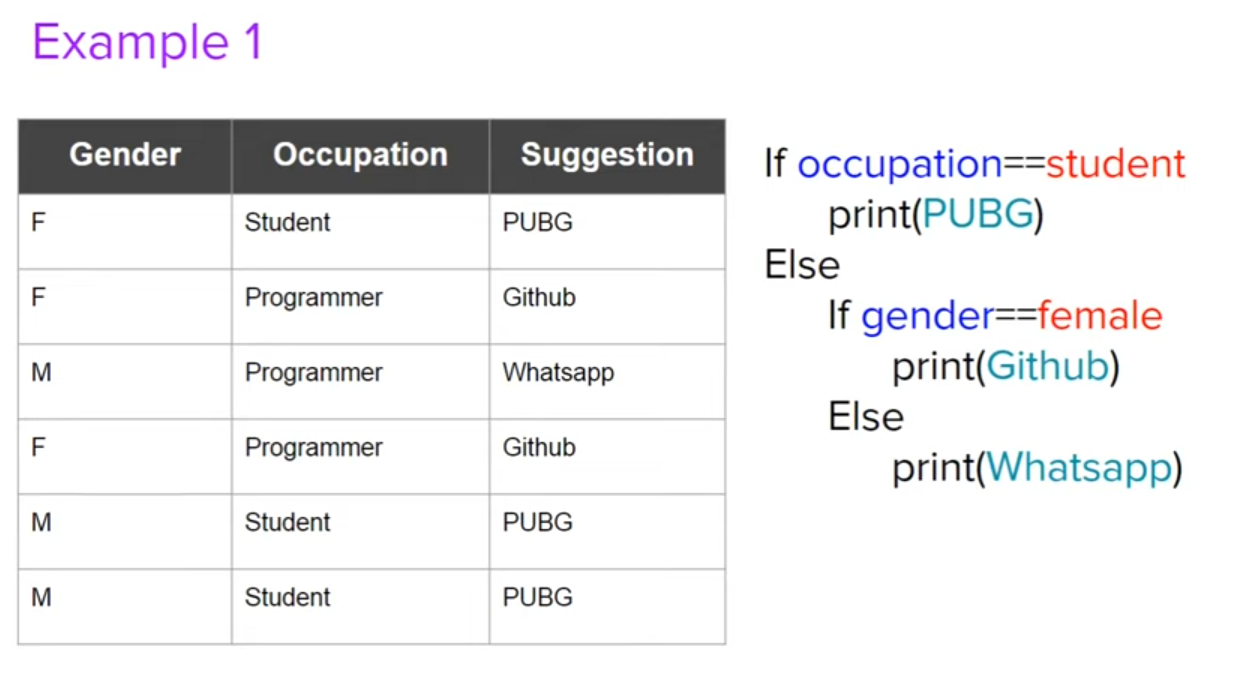 Example 1
Gender Occupation Suggestion
F Student PUBG
F Programmer Github
M Programmer Whatsapp
F Programmer Github
M Student PUBG
M Student PUBG
If occupation==student
print(PUBG)
Else
If gender==female
print(Github)
Else
print(Whatsapp)